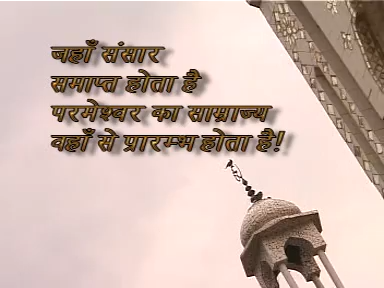 जहाँ संसार
समाप्त होता है
परमेश्वर का साम्राज्य
वहाँ से प्रारम्भ होता है!